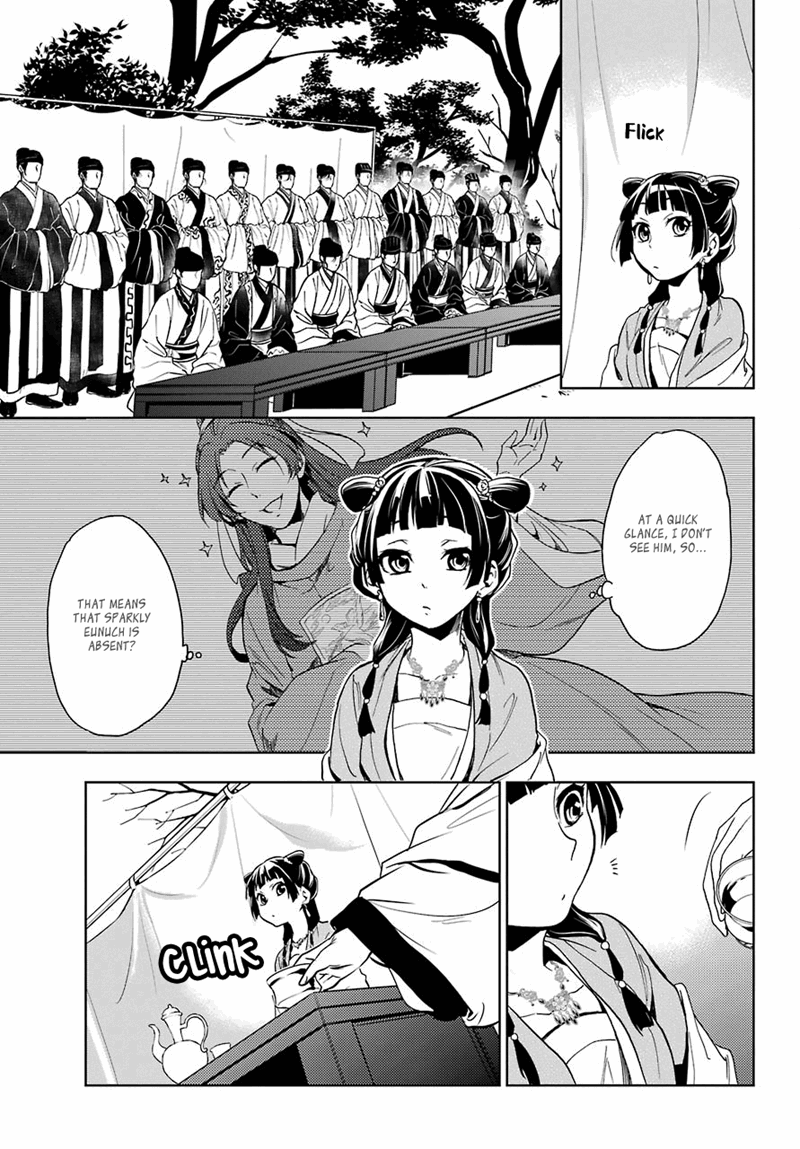 Flick
AT A QUICK
GLANCE, I DON'T
SEE HIM, SO...
THAT MEANS
THAT SPARKLY
EUNUCH IS
ABSENT?
CLINK